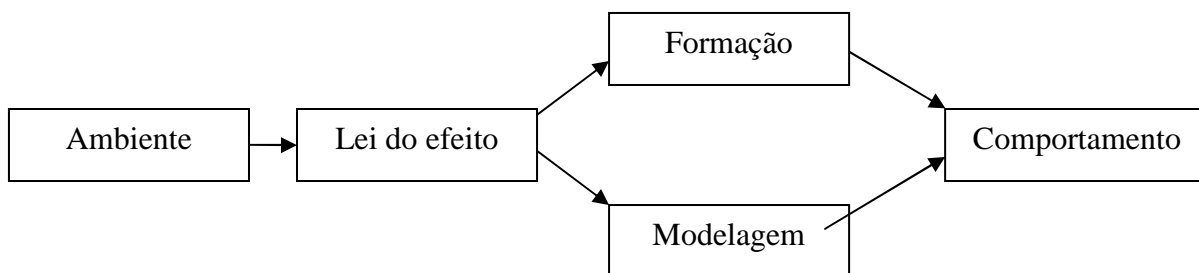 Formação
Ambiente
Lei do efeito
Comportamento
Modelagem